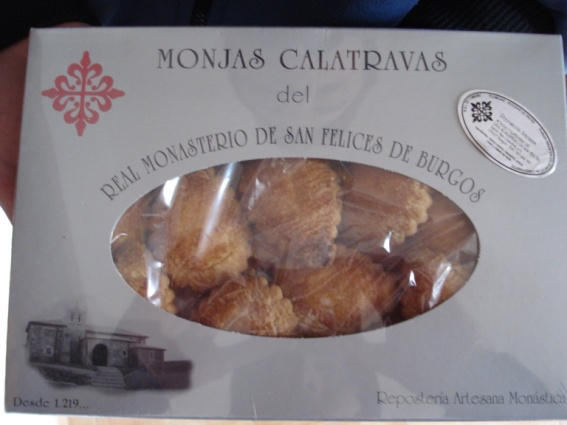 MONJAS CALATRAVAS
del
REAL MONASTERIO DE SAN FELICES DE BURGOS
Desde 1.219...
Repostería Artesana Monástica